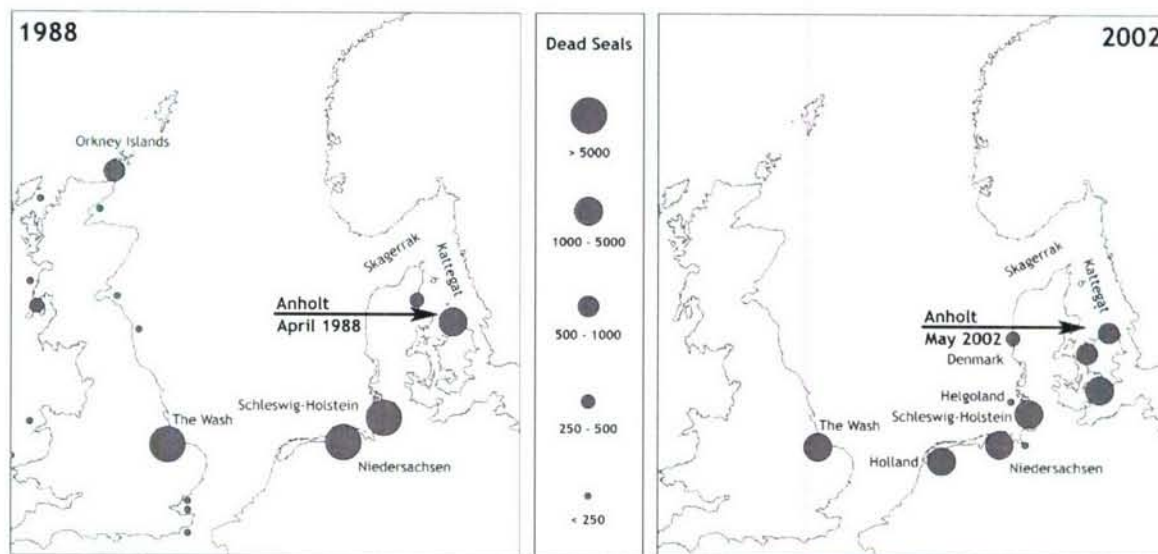 1988
Orkney Islands
Skagerrak
Kattegat
Anholt
April 1988
Schleswig-Holstein
The Wash
Niedersachsen
Dead Seals
> 5000
1000 - 5000
500 - 1000
250 - 500
< 250
2002
Skagerrak
Kattegat
Anholt
May 2002
Denmark
Helgoland
Schleswig-Holstein
The Wash
Holland
Niedersachsen